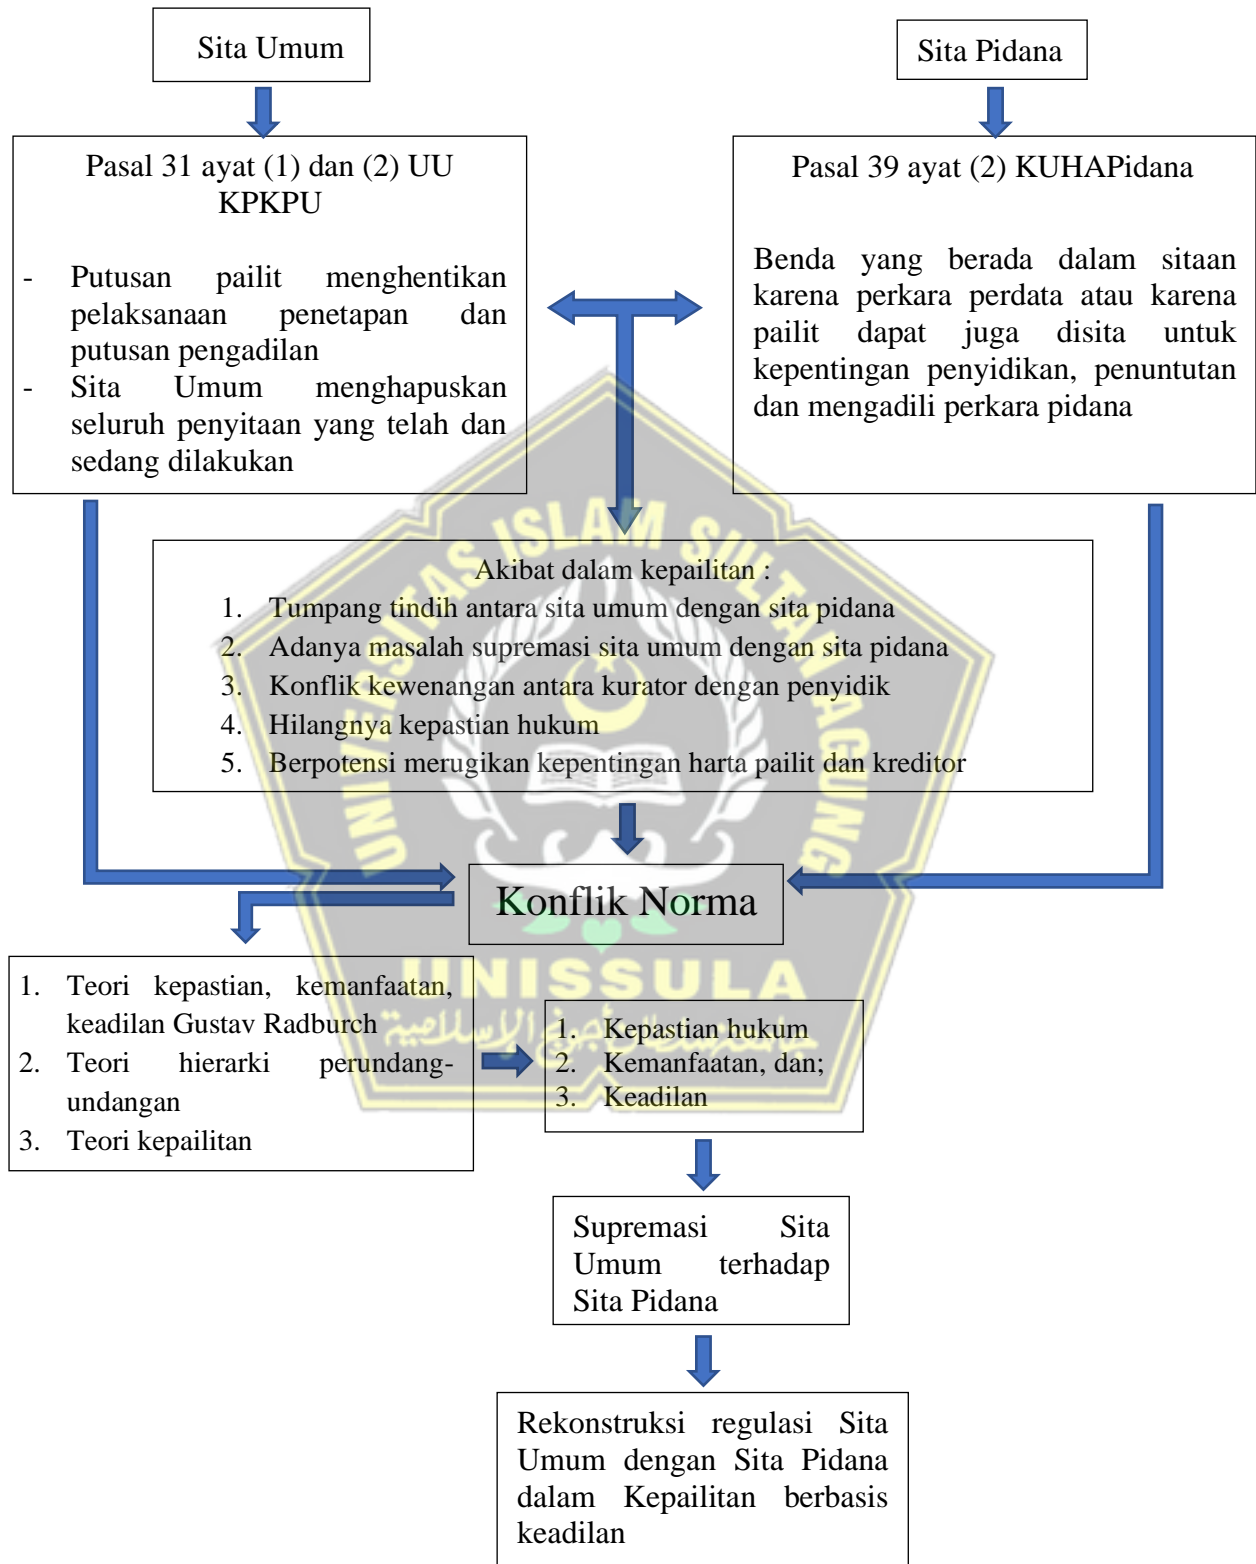 Sita Umum
Sita Pidana
Pasal 31 ayat (1) dan (2) UU
KPKPU
- Putusan pailit menghentikan
pelaksanaan penetapan dan
putusan pengadilan
- Sita Umum menghapuskan
seluruh penyitaan yang telah dan
sedang dilakukan
Pasal 39 ayat (2) KUHAPidana
Benda yang berada dalam sitaan
karena perkara perdata atau karena
pailit dapat juga disita untuk
kepentingan penyidikan, penuntutan
dan mengadili perkara pidana
Akibat dalam kepailitan :
1. Tumpang tindih antara sita umum dengan sita pidana
2. Adanya masalah supremasi sita umum dengan sita pidana
3. Konflik kewenangan antara kurator dengan penyidik
4. Hilangnya kepastian hukum
5. Berpotensi merugikan kepentingan harta pailit dan kreditor
Konflik Norma
1. Teori kepastian, kemanfaatan,
keadilan Gustav Radburch
2. Teori hierarki perundang-
undangan
3. Teori kepailitan
1. Kepastian hukum
2. Kemanfaatan, dan;
3. Keadilan
Supremasi Sita
Umum terhadap
Sita Pidana
Rekonstruksi regulasi Sita
Umum dengan Sita Pidana
dalam Kepailitan berbasis
keadilan
UNIVERSITAS ISLAM SULTAN AGUNG
UNISSULA
جامعتسلطان أجونج الإسلامية